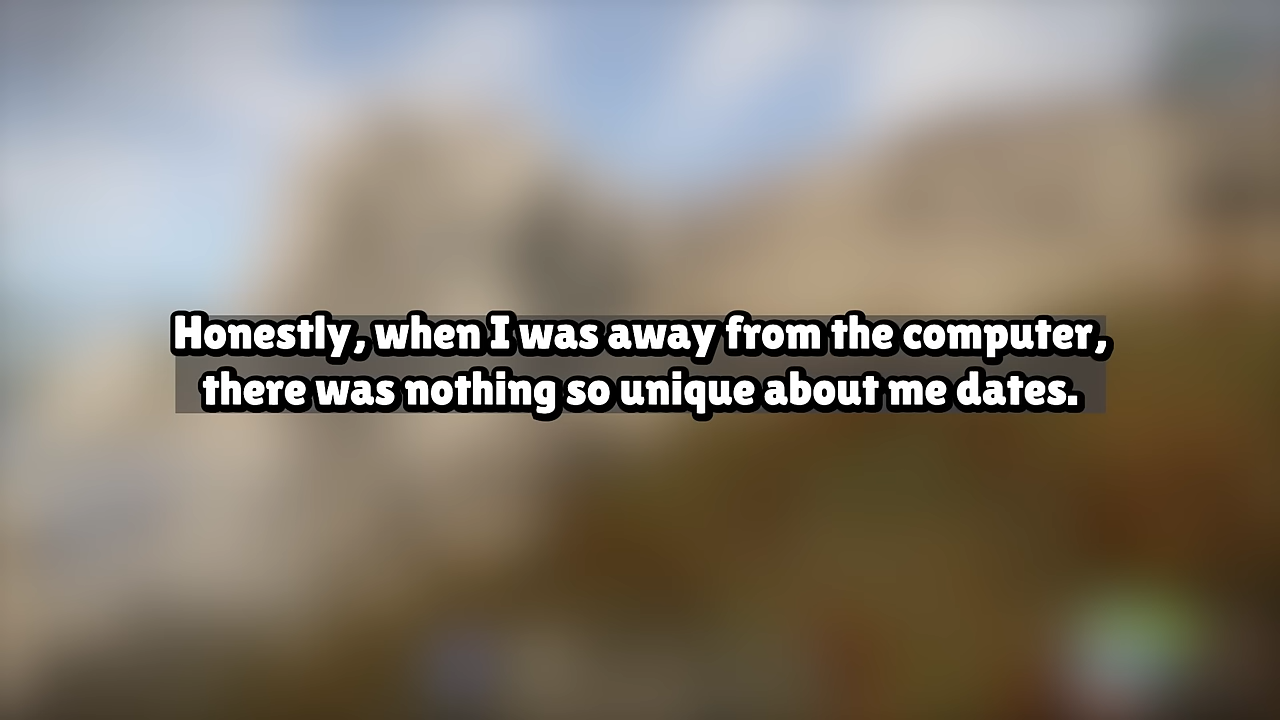 Honestly, when I was away from the computer,
there was nothing so unique about me dates.